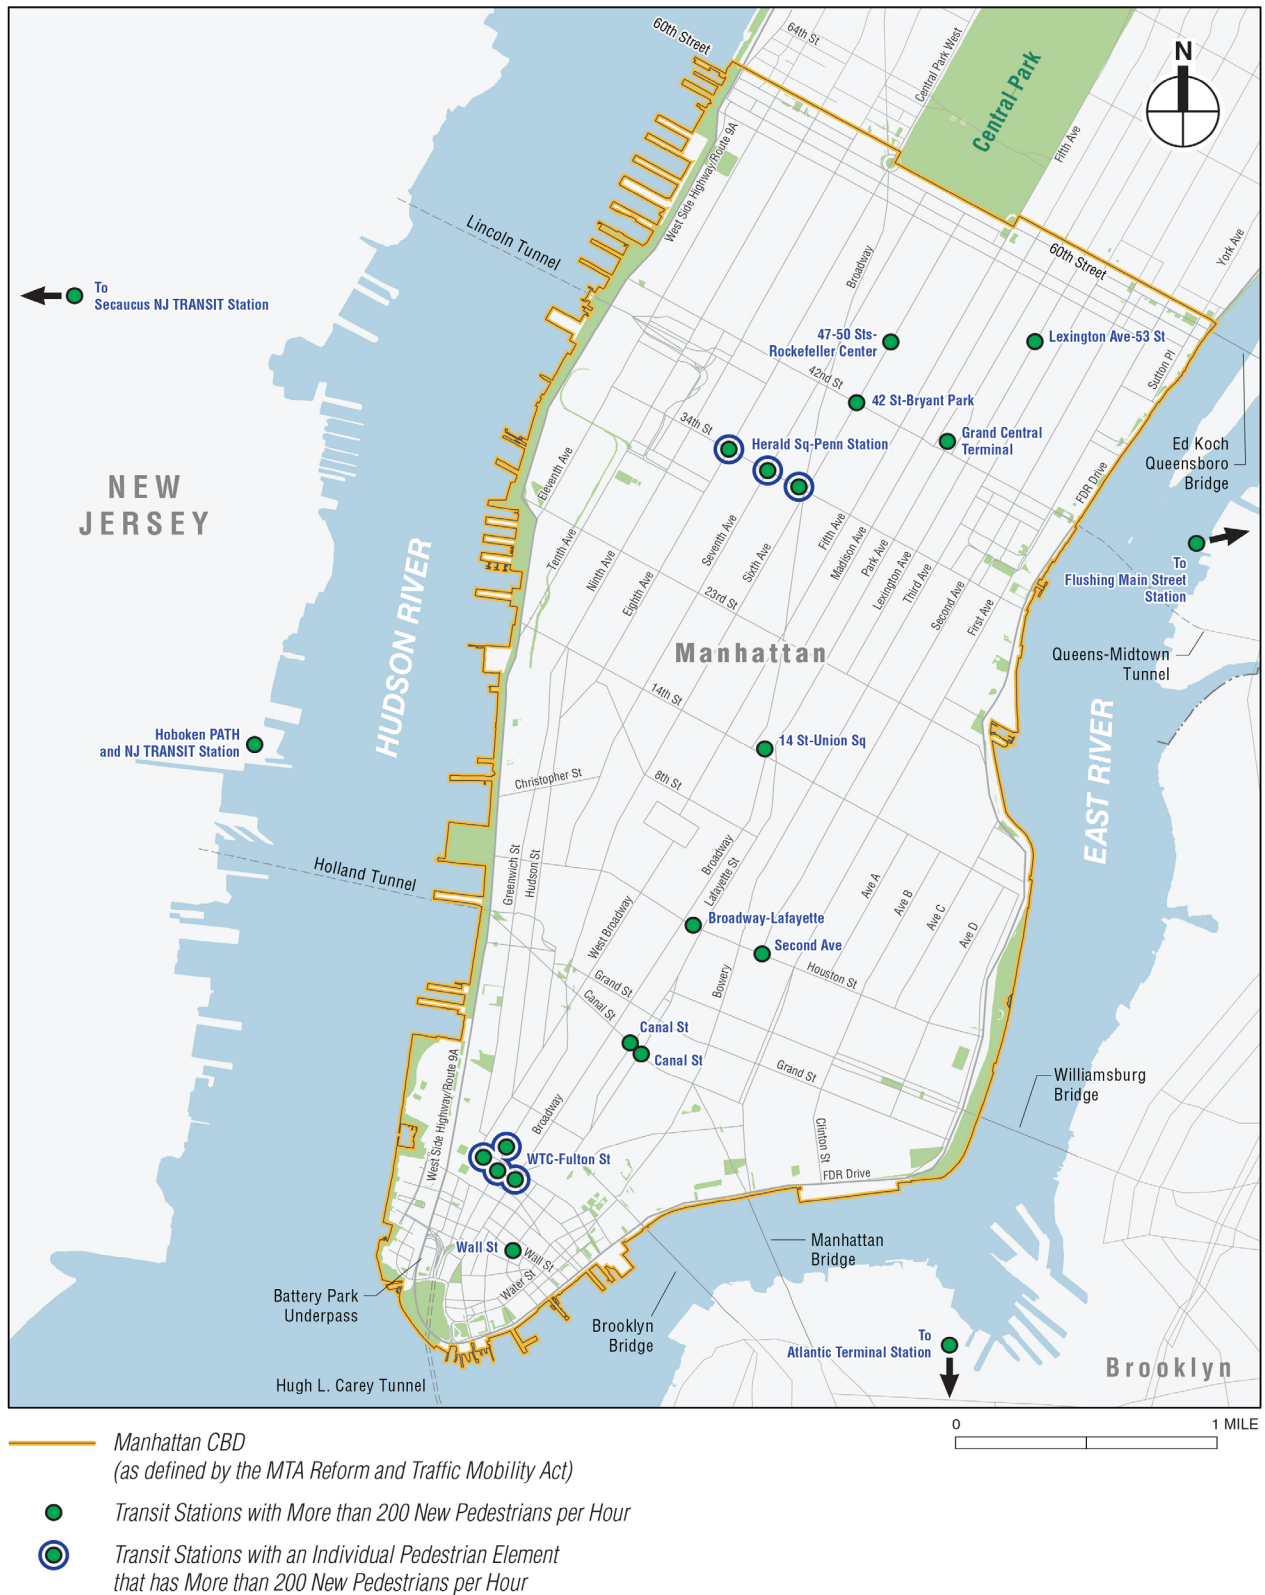 60th Street
64th St
Central Park West
Central Park
Fifth Ave
N
West Side Highway/Route 9A
Lincoln Tunnel
Broadway
60th Street
York Ave
To
Secaucus NJ TRANSIT Station
47-50 Sts-
Rockefeller Center
Lexington Ave-53 St
Sutton Pl
42nd St
42 St-Bryant Park
34th St
Herald Sq-Penn Station
Grand Central
Terminal
Ed Koch
Queensboro
Bridge
NEW
JERSEY
Eleventh Ave
FDR Drive
HUDSON RIVER
Tenth Ave
Ninth Ave
Eighth Ave
Seventh Ave
Sixth Ave
Fifth Ave
Madison Ave
Park Ave
Lexington Ave
Third Ave
Second Ave
First Ave
To
Flushing Main Street
Station
23rd St
Manhattan
Queens-Midtown
Tunnel
14th St
Hoboken PATH
and NJ TRANSIT Station
14 St-Union Sq
EAST RIVER
Christopher St
8th St
Holland Tunnel
Greenwich St
Hudson St
Broadway
Lafayette St
Ave A
Ave B
Ave C
Ave D
West Broadway
Broadway-Lafayette
Second Ave
Bowery
Houston St
Grand St
Canal St
Canal St
Canal St
Grand St
Williamsburg
Bridge
West Side Highway/Route 9A
Broadway
Clinton St
WTC-Fulton St
FDR Drive
Wall St
Wall St
Water St
Manhattan
Bridge
Battery Park
Underpass
Brooklyn
Bridge
To
Atlantic Terminal Station
Brooklyn
Hugh L. Carey Tunnel
0
1 MILE
Manhattan CBD
(as defined by the MTA Reform and Traffic Mobility Act)
Transit Stations with More than 200 New Pedestrians per Hour
Transit Stations with an Individual Pedestrian Element
that has More than 200 New Pedestrians per Hour